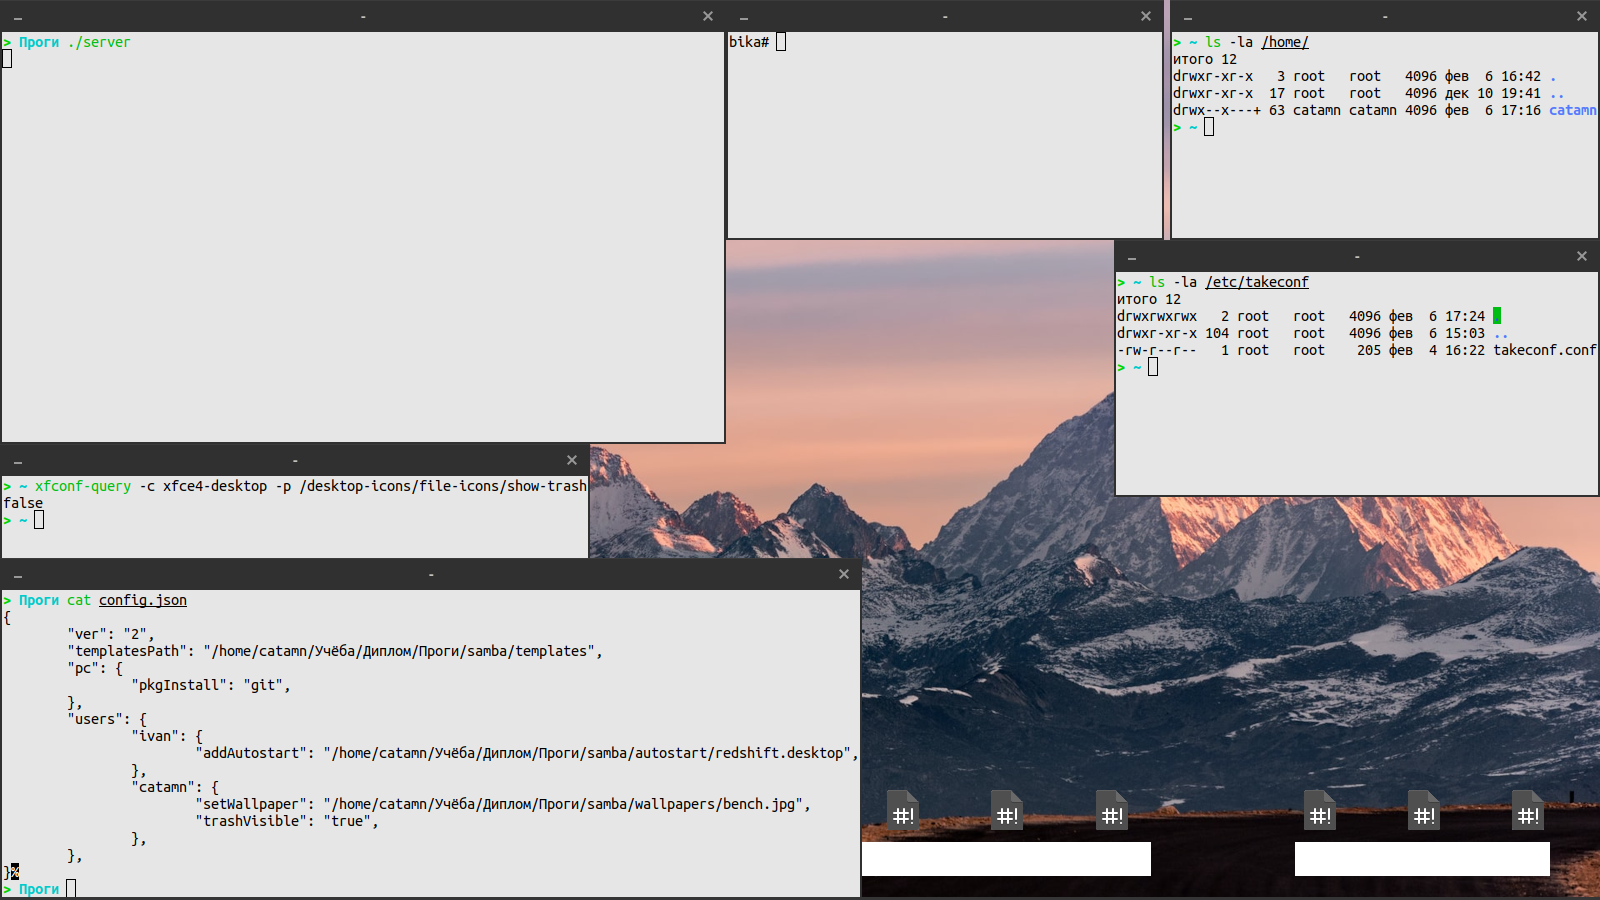 > Проги ./server
bika#
> ~ ls -la /home/
итого 12
drwxr-xr-x   3 root   root   4096 фев  6 16:42 .
drwxr-xr-x  17 root   root   4096 дек 10 19:41 ..
drwx--x---+ 63 catamn catamn 4096 фев  6 17:16 catamn
> ~
> ~ ls -la /etc/takeconf
итого 12
drwxrwxrwx   2 root   root   4096 фев  6 17:24 .
drwxr-xr-x 104 root   root   4096 фев  6 15:03 ..
-rw-r--r--   1 root   root    205 фев  4 16:22 takeconf.conf
> ~
> ~ xfconf-query -c xfce4-desktop -p /desktop-icons/file-icons/show-trash
false
> ~
> Проги cat config.json
{
        "ver": "2",
        "templatesPath": "/home/catamn/Учёба/Диплом/Проги/samba/templates",
        "pc": {
                "pkgInstall": "git",
        },
        "users": {
                "ivan": {
                        "addAutostart": "/home/catamn/Учёба/Диплом/Проги/samba/autostart/redshift.desktop",
                },
                "catamn": {
                        "setWallpaper": "/home/catamn/Учёба/Диплом/Проги/samba/wallpapers/bench.jpg",
                        "trashVisible": "true",
                },
        },
}%
> Проги
#! #! #! #! #! #!